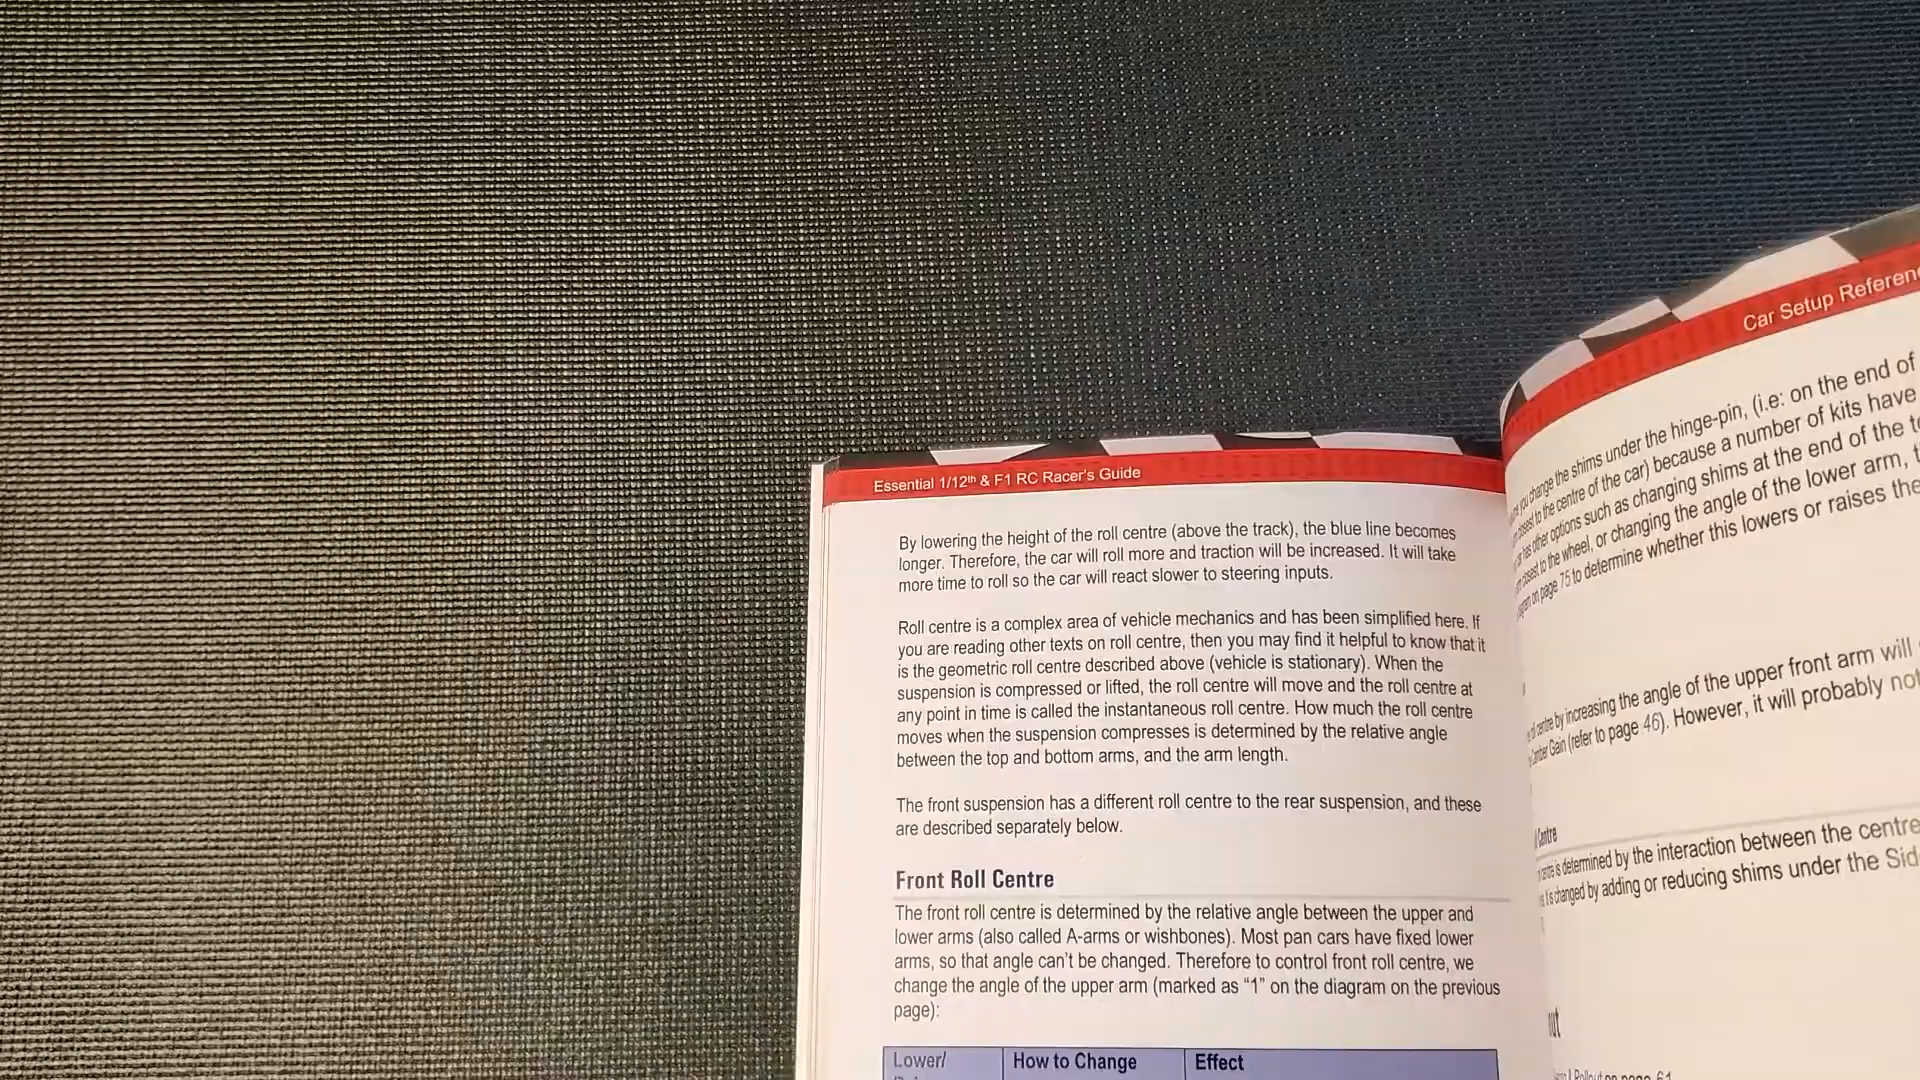 Essential 1/12th & F1 RC Racer's Guide
By lowering the height of the roll centre (above the track), the blue line becomes
longer. Therefore, the car will roll more and traction will be increased. It will take
more time to roll so the car will react slower to steering inputs.
Roll centre is a complex area of vehicle mechanics and has been simplified here. If
you are reading other texts on roll centre, then you may find it helpful to know that it
is the geometric roll centre described above (vehicle is stationary). When the
suspension is compressed or lifted, the roll centre will move and the roll centre at
any point in time is called the instantaneous roll centre. How much the roll centre
moves when the suspension compresses is determined by the relative angle
between the top and bottom arms, and the arm length.
The front suspension has a different roll centre to the rear suspension, and these
are described separately below.
Front Roll Centre
The front roll centre is determined by the relative angle between the upper and
lower arms (also called A-arms or wishbones). Most pan cars have fixed lower
arms, so that angle can't be changed. Therefore to control front roll centre, we
change the angle of the upper arm (marked as “1” on the diagram on the previous
page):
Lower/
How to Change
Effect
Car Setup
you change the shims under the hinge-pin, (i.e: on the end of
closest to the centre of the car) because a number of kits have
has other options such as changing shims at the end of the
closest to the wheel, or changing the angle of the lower arm,
on page 75 to determine whether this lowers or raises the
centre by increasing the angle of the upper front arm will
Camber Gain (refer to page 46). However, it will probably not
Centre
is determined by the interaction between the centre
is changed by adding or reducing shims under the
Rollout on page 61